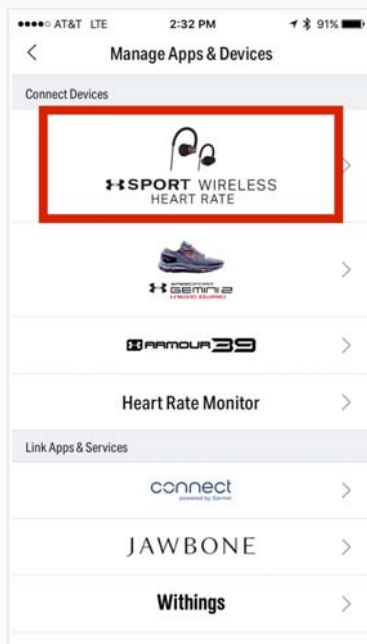 AT&T LTE 2:32 PM 91%
Manage Apps & Devices
Connect Devices
SPORT WIRELESS
HEART RATE
SPEEDFORM
GEMINI 2
ARMOUR39
Heart Rate Monitor
Link Apps & Services
connect
powered by Garmin
JAWBONE
Withings